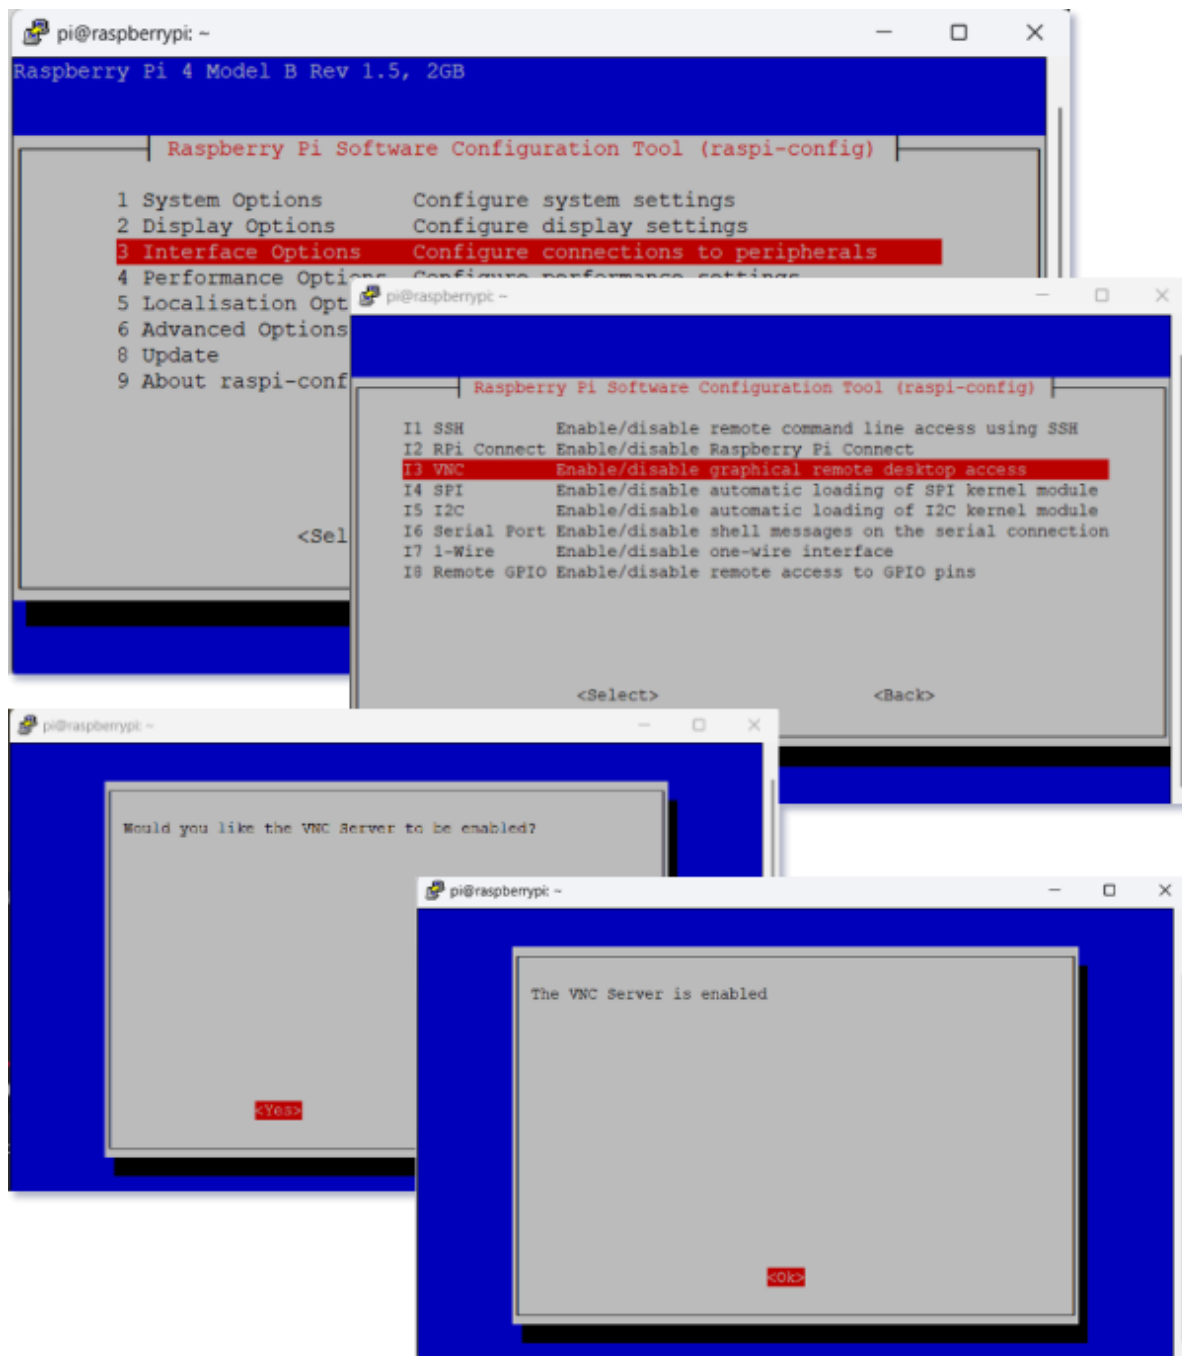 pi@raspberrypi: ~
Raspberry Pi 4 Model B Rev 1.5, 2GB
Raspberry Pi Software Configuration Tool (raspi-config)
1 System Options Configure system settings
2 Display Options Configure display settings
3 Interface Options Configure connections to peripherals
4 Performance Options Configure performance settings
5 Localisation Opt
6 Advanced Options
8 Update
9 About raspi-conf
<Sel
pi@raspberrypi: ~
Raspberry Pi Software Configuration Tool (raspi-config)
I1 SSH Enable/disable remote command line access using SSH
I2 RPi Connect Enable/disable Raspberry Pi Connect
I3 VNC Enable/disable graphical remote desktop access
I4 SPI Enable/disable automatic loading of SPI kernel module
I5 I2C Enable/disable automatic loading of I2C kernel module
I6 Serial Port Enable/disable shell messages on the serial connection
I7 1-Wire Enable/disable one-wire interface
I8 Remote GPIO Enable/disable remote access to GPIO pins
<Select> <Back>
pi@raspberrypi: ~
Would you like the VNC Server to be enabled?
<Yes>
pi@raspberrypi: ~
The VNC Server is enabled
<Ok>